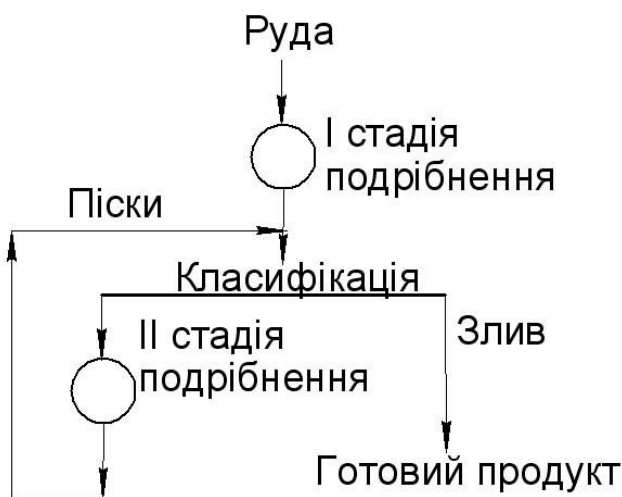 Руда
I стадія
подрібнення
Піски
Класифікація
II стадія
подрібнення
Злив
Готовий продукт